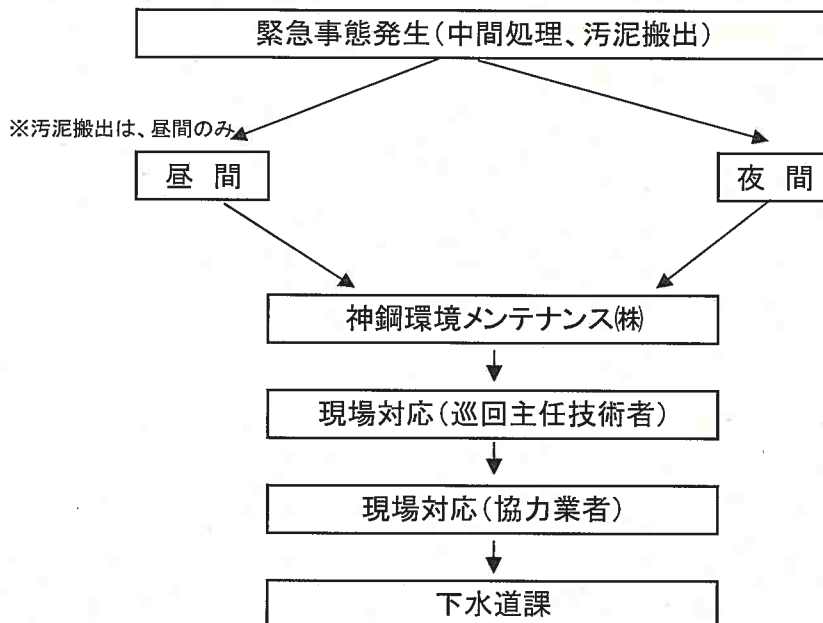 緊急事態発生(中間処理、汚泥搬出)
※汚泥搬出は、昼間のみ
昼 間
夜 間
神鋼環境メンテナンス㈱
現場対応(巡回主任技術者)
現場対応(協力業者)
下水道課